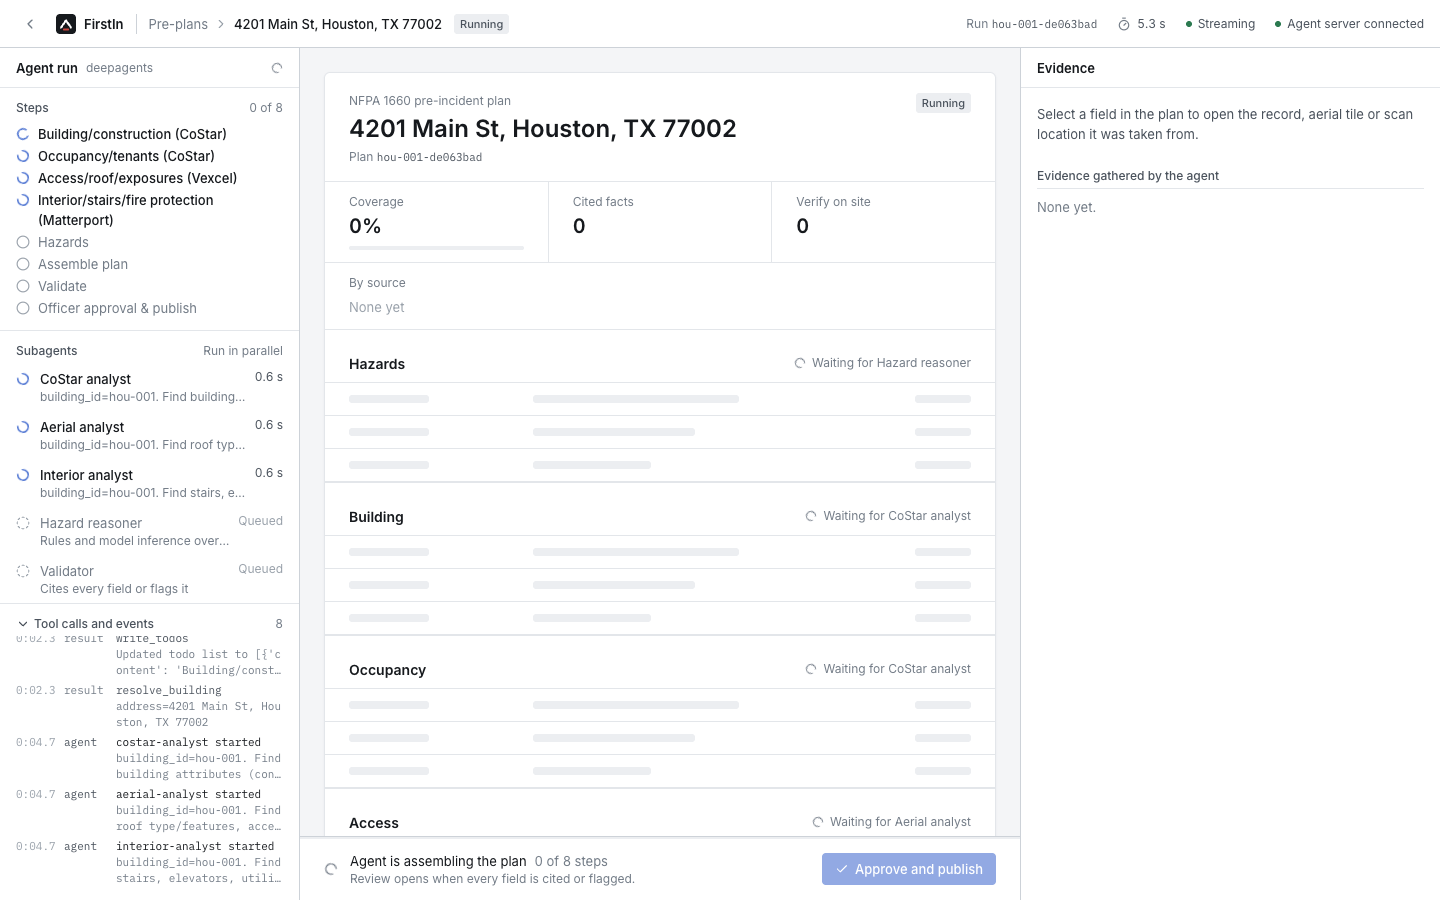 FirstIn
Pre-plans
4201 Main St, Houston, TX 77002
Running
Run hou-001-de063bad
5.3 s
Streaming
Agent server connected
Agent run deepagents
Steps 0 of 8
Building/construction (CoStar)
Occupancy/tenants (CoStar)
Access/roof/exposures (Vexcel)
Interior/stairs/fire protection
(Matterport)
Hazards
Assemble plan
Validate
Officer approval & publish
Subagents Run in parallel
CoStar analyst 0.6 s
building_id=hou-001. Find building…
Aerial analyst 0.6 s
building_id=hou-001. Find roof typ…
Interior analyst 0.6 s
building_id=hou-001. Find stairs, e…
Hazard reasoner Queued
Rules and model inference over…
Validator Queued
Cites every field or flags it
Tool calls and events 8
0:02.3 result write_todos
Updated todo list to [{'c
ontent': 'Building/const…
0:02.3 result resolve_building
address=4201 Main St, Hou
ston, TX 77002
0:04.7 agent costar-analyst started
building_id=hou-001. Find
building attributes (con…
0:04.7 agent aerial-analyst started
building_id=hou-001. Find
roof type/features, acce…
0:04.7 agent interior-analyst started
building_id=hou-001. Find
stairs, elevators, utili…
NFPA 1660 pre-incident plan
Running
4201 Main St, Houston, TX 77002
Plan hou-001-de063bad
Coverage
0%
Cited facts
0
Verify on site
0
By source
None yet
Hazards Waiting for Hazard reasoner
Building Waiting for CoStar analyst
Occupancy Waiting for CoStar analyst
Access Waiting for Aerial analyst
Agent is assembling the plan 0 of 8 steps
Review opens when every field is cited or flagged.
Approve and publish
Evidence
Select a field in the plan to open the record, aerial tile or scan
location it was taken from.
Evidence gathered by the agent
None yet.